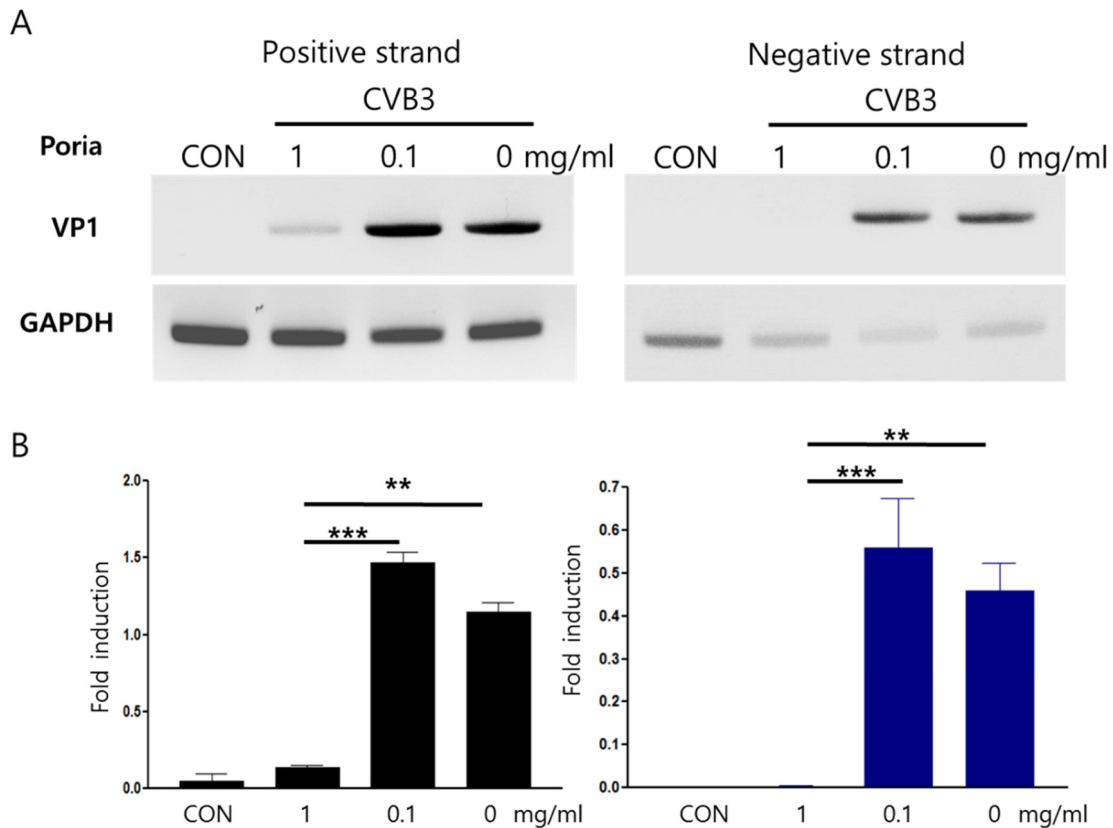 A
Positive strand
Negative strand
CVB3
CVB3
Poria
CON 1 0.1 0 mg/ml
CON 1 0.1 0 mg/ml
VP1
GAPDH
B
2.0
1.5
1.0
0.5
0.0
Fold induction
**
***
CON 1 0.1 0 mg/ml
0.7
0.6
0.5
0.4
0.3
0.2
0.1
0.0
Fold induction
**
***
CON 1 0.1 0 mg/ml